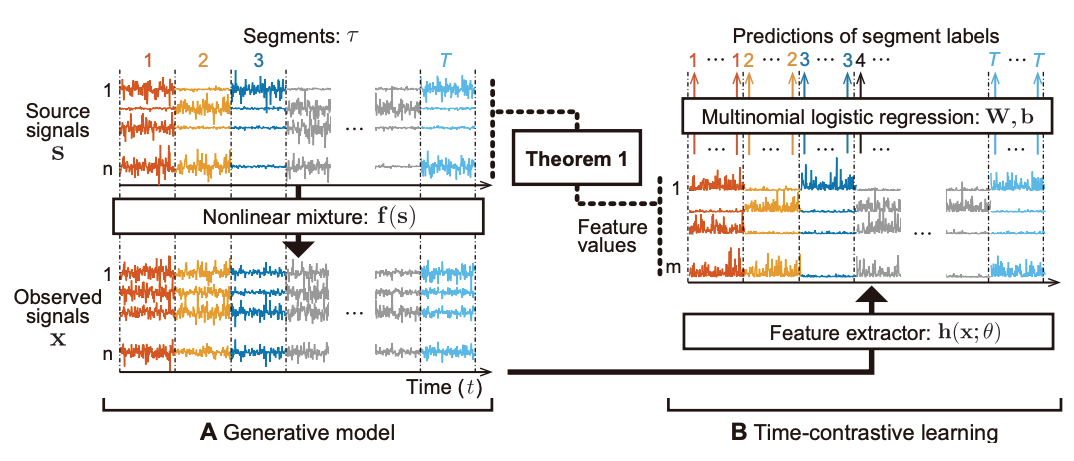 Segments: τ
1 2 3 T
Source
signals
s
1
n
Nonlinear mixture: f(s)
Observed
signals
x
1
n
...
...
Time (t)
A Generative model
Theorem 1
Feature
values
Predictions of segment labels
1 ... 1 2 ... 2 3 ... 3 4 ... T ... T
Multinomial logistic regression: W, b
... ... ... ... ...
1
m
...
Feature extractor: h(x; θ)
B Time-contrastive learning